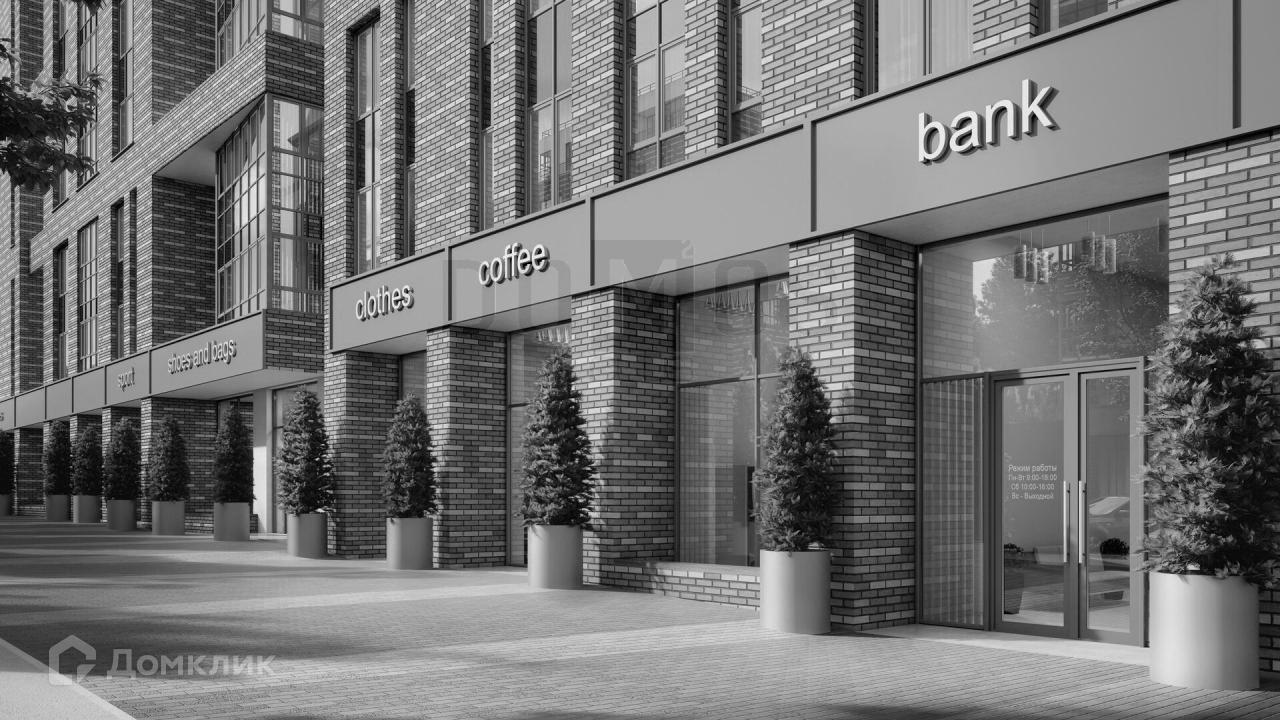 bank
coffee
clothes
shoes and bags
sport
Режим работы
Пн-Вт 9:00-18:00
Сб 10:00-16:00
Вс - Выходной
Домклик